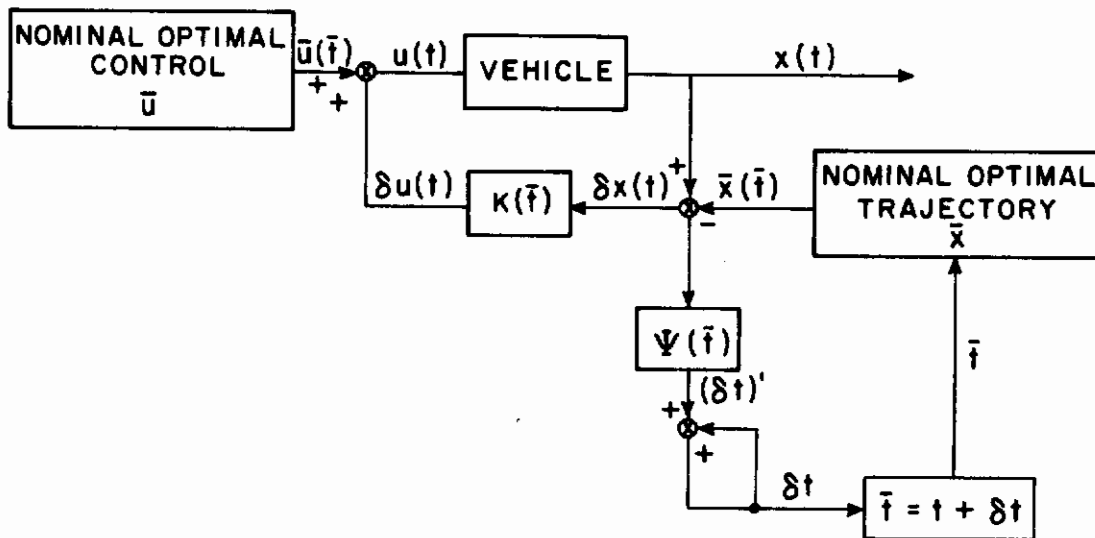 NOMINAL OPTIMAL
CONTROL
ū
ū(t̄)
+
+
u(t)
VEHICLE
x(t)
δu(t)
K(t̄)
δx(t)
+
-
x̄(t̄)
NOMINAL OPTIMAL
TRAJECTORY
x̄
Ψ(t̄)
(δt)'
+
+
δt
t̄ = t + δt
t̄